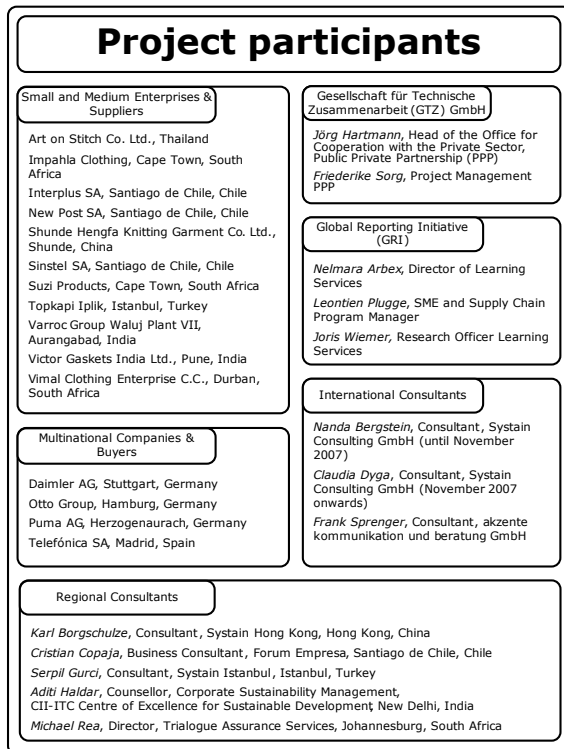 Project participants
Small and Medium Enterprises &
Suppliers
Art on Stitch Co. Ltd., Thailand
Impahla Clothing, Cape Town, South
Africa
Interplus SA, Santiago de Chile, Chile
New Post SA, Santiago de Chile, Chile
Shunde Hengfa Knitting Garment Co. Ltd.,
Shunde, China
Sinstel SA, Santiago de Chile, Chile
Suzi Products, Cape Town, South Africa
Topkapi Iplik, Istanbul, Turkey
Varroc Group Waluj Plant VII,
Aurangabad, India
Victor Gaskets India Ltd., Pune, India
Vimal Clothing Enterprise C.C., Durban,
South Africa
Multinational Companies &
Buyers
Daimler AG, Stuttgart, Germany
Otto Group, Hamburg, Germany
Puma AG, Herzogenaurach, Germany
Telefónica SA, Madrid, Spain
Gesellschaft für Technische
Zusammenarbeit (GTZ) GmbH
Jörg Hartmann, Head of the Office for
Cooperation with the Private Sector,
Public Private Partnership (PPP)
Friederike Sorg, Project Management
PPP
Global Reporting Initiative
(GRI)
Nelmara Arbex, Director of Learning
Services
Leontien Plugge, SME and Supply Chain
Program Manager
Joris Wiemer, Research Officer Learning
Services
International Consultants
Nanda Bergstein, Consultant, Systain
Consulting GmbH (until November
2007)
Claudia Dyga, Consultant, Systain
Consulting GmbH (November 2007
onwards)
Frank Sprenger, Consultant, akzente
kommunikation und beratung GmbH
Regional Consultants
Karl Borgschulze, Consultant, Systain Hong Kong, Hong Kong, China
Cristian Copaja, Business Consultant, Forum Empresa, Santiago de Chile, Chile
Serpil Gurci, Consultant, Systain Istanbul, Istanbul, Turkey
Aditi Haldar, Counsellor, Corporate Sustainability Management,
CII-ITC Centre of Excellence for Sustainable Development, New Delhi, India
Michael Rea, Director, Trialogue Assurance Services, Johannesburg, South Africa